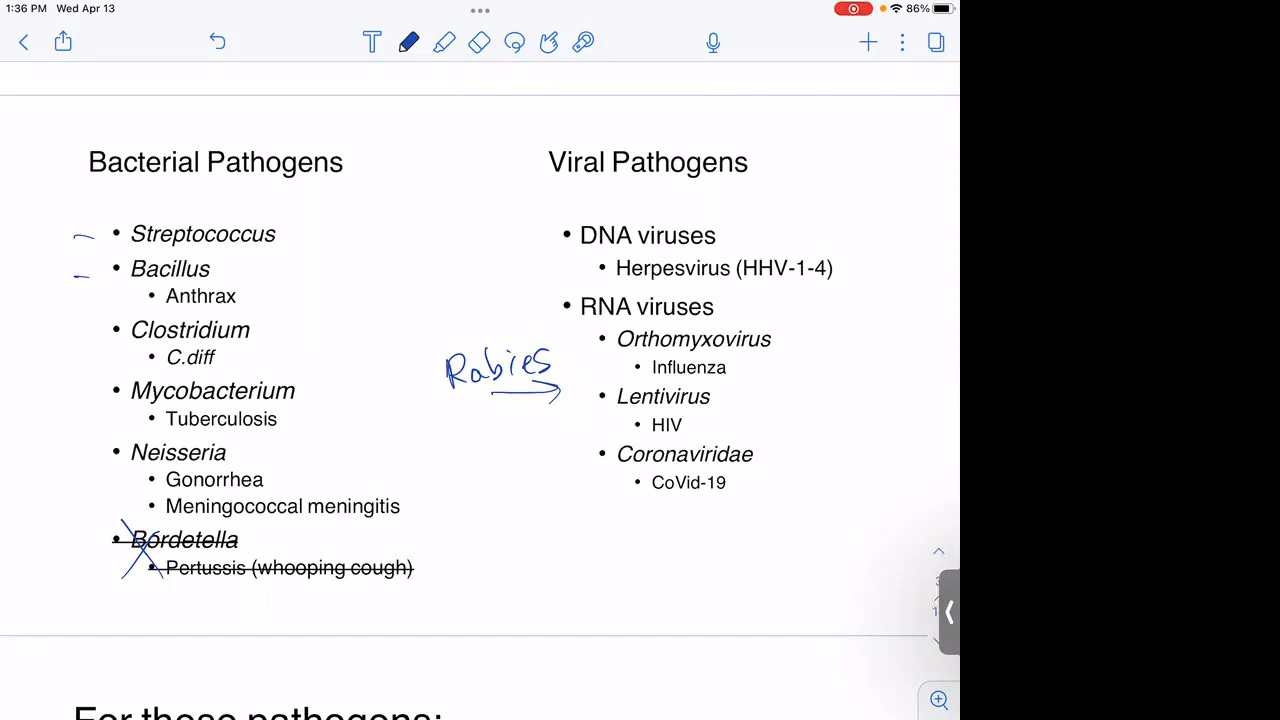 1:36 PM Wed Apr 13
86%
Bacterial Pathogens
• Streptococcus
• Bacillus
• Anthrax
• Clostridium
• C.diff
• Mycobacterium
• Tuberculosis
• Neisseria
• Gonorrhea
• Meningococcal meningitis
• Bordetella
• Pertussis (whooping cough)
Rabies
Viral Pathogens
• DNA viruses
• Herpesvirus (HHV-1-4)
• RNA viruses
• Orthomyxovirus
• Influenza
• Lentivirus
• HIV
• Coronaviridae
• CoVid-19
For these pathogens: